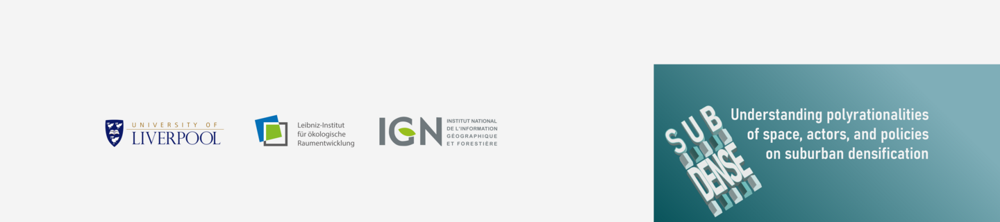 UNIVERSITY OF
LIVERPOOL
Leibniz-Institut
für ökologische
Raumentwicklung
IGN
INSTITUT NATIONAL
DE L'INFORMATION
GÉOGRAPHIQUE
ET FORESTIÈRE
SUB
DENSE
Understanding polyrationalities
of space, actors, and policies
on suburban densification